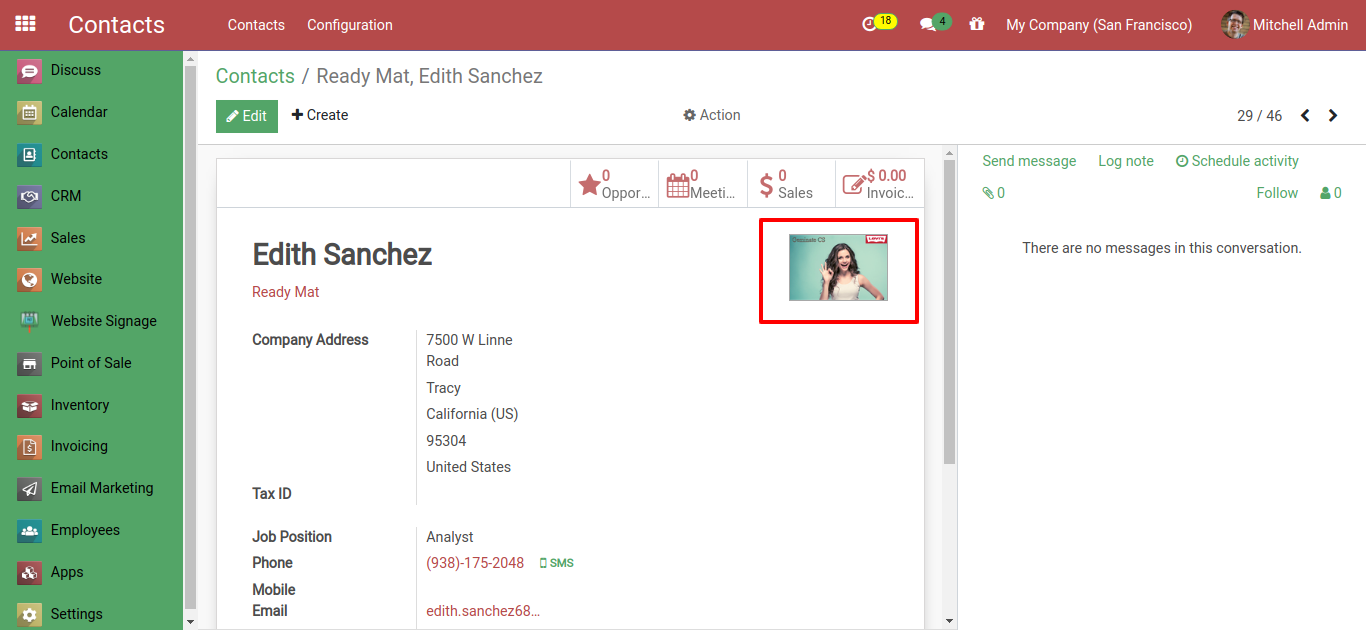 Contacts
Contacts
Configuration
18
4
My Company (San Francisco)
Mitchell Admin
Discuss
Calendar
Contacts
CRM
Sales
Website
Website Signage
Point of Sale
Inventory
Invoicing
Email Marketing
Employees
Apps
Settings
Contacts / Ready Mat, Edith Sanchez
Edit
Create
Action
29 / 46
0
Oppor...
0
Meeti...
0
Sales
$ 0.00
Invoic...
Edith Sanchez
Ready Mat
Company Address
7500 W Linne
Road
Tracy
California (US)
95304
United States
Tax ID
Job Position
Analyst
Phone
(938)-175-2048
SMS
Mobile
Email
edith.sanchez68...
Send message
Log note
Schedule activity
0
Follow
0
There are no messages in this conversation.